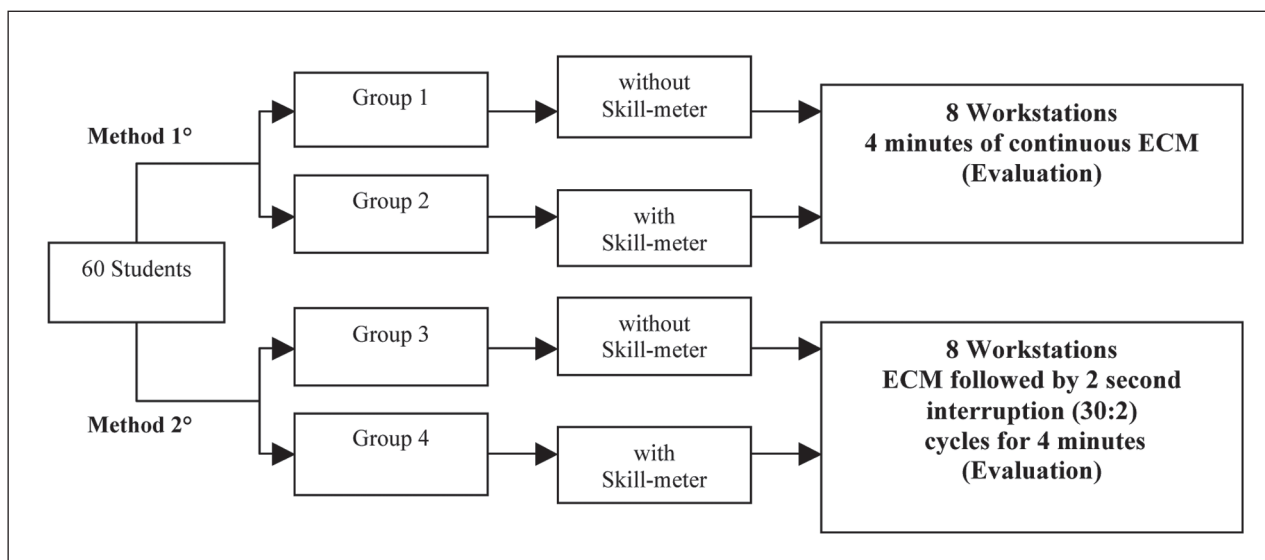 60 Students
Method 1°
Group 1
without
Skill-meter
Group 2
with
Skill-meter
8 Workstations
4 minutes of continuous ECM
(Evaluation)
Method 2°
Group 3
without
Skill-meter
Group 4
with
Skill-meter
8 Workstations
ECM followed by 2 second
interruption (30:2)
cycles for 4 minutes
(Evaluation)